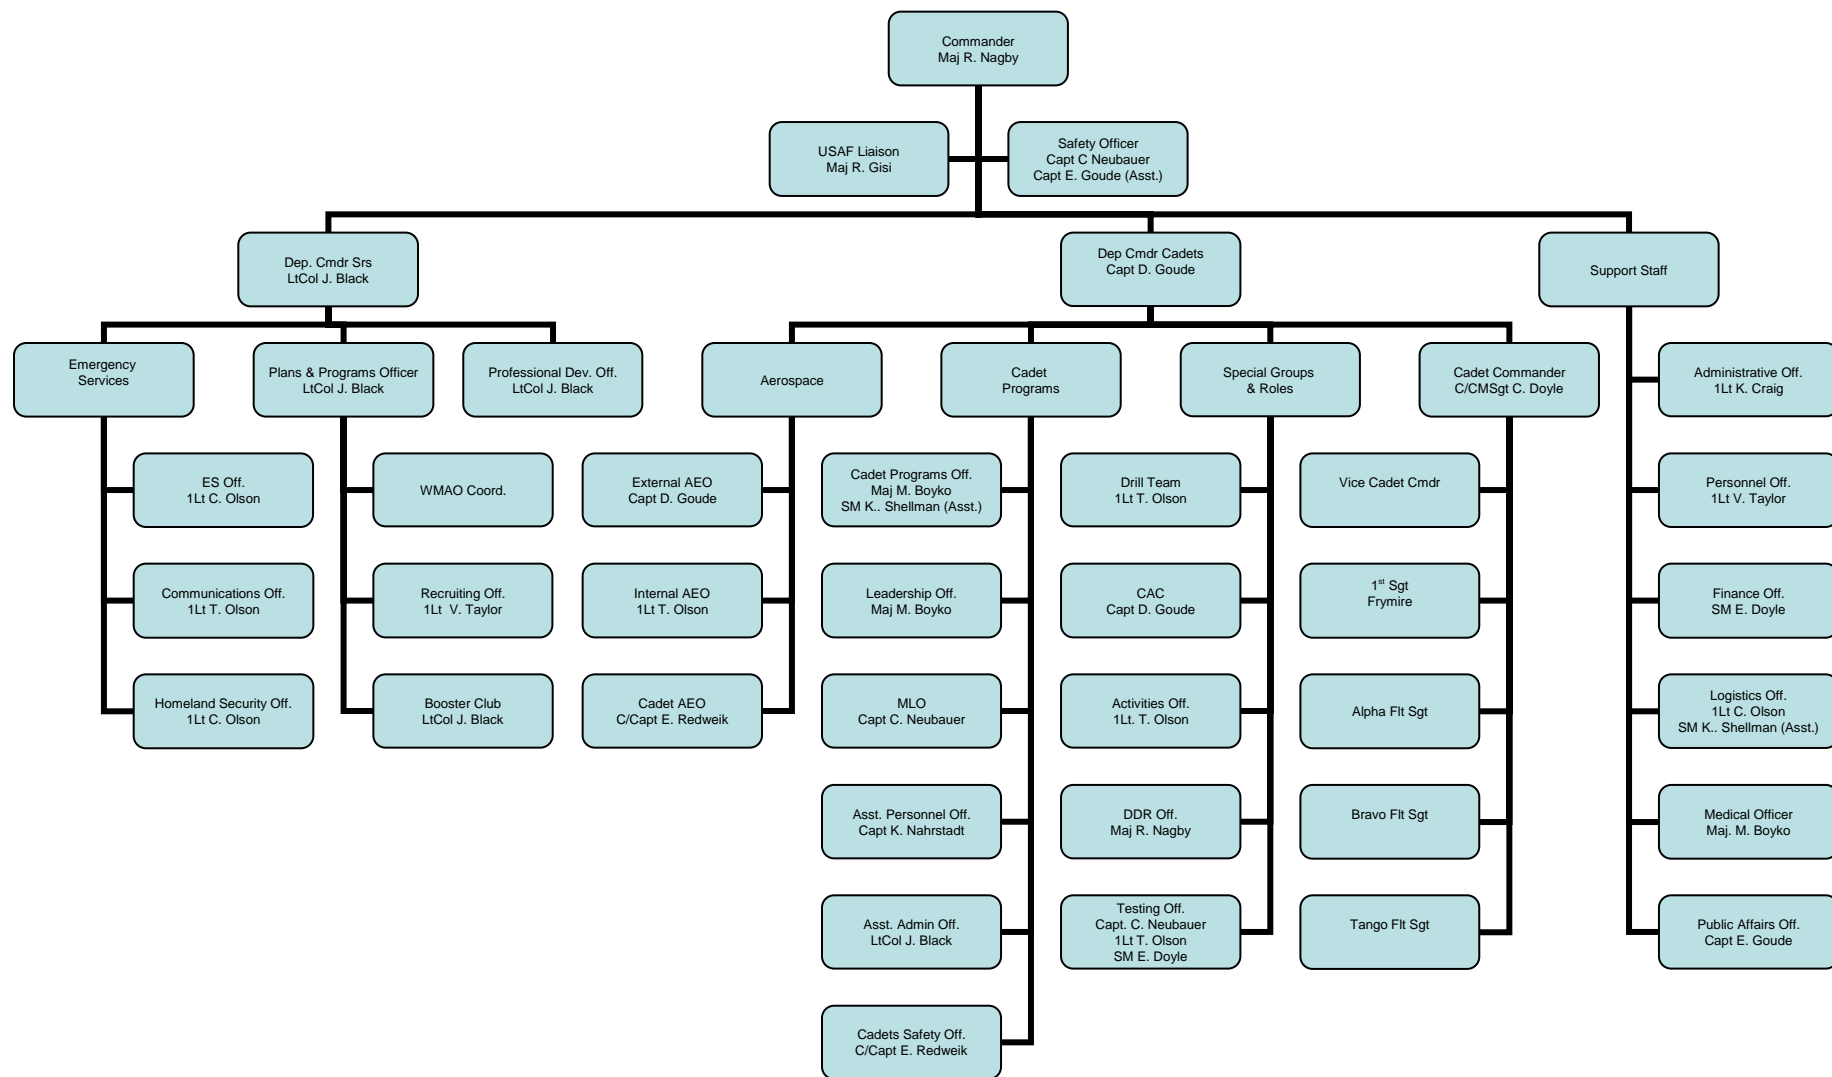 Commander
Maj R. Nagby
USAF Liaison
Maj R. Gisi
Safety Officer
Capt C Neubauer
Capt E. Goude (Asst.)
Dep. Cmdr Srs
LtCol J. Black
Dep Cmdr Cadets
Capt D. Goude
Support Staff
Emergency
Services
Plans & Programs Officer
LtCol J. Black
Professional Dev. Off.
LtCol J. Black
Aerospace
Cadet
Programs
Special Groups
& Roles
Cadet Commander
C/CMSgt C. Doyle
Administrative Off.
1Lt K. Craig
ES Off.
1Lt C. Olson
WMAO Coord.
External AEO
Capt D. Goude
Cadet Programs Off.
Maj M. Boyko
SM K.. Shellman (Asst.)
Drill Team
1Lt T. Olson
Vice Cadet Cmdr
Personnel Off.
1Lt V. Taylor
Communications Off.
1Lt T. Olson
Recruiting Off.
1Lt V. Taylor
Internal AEO
1Lt T. Olson
Leadership Off.
Maj M. Boyko
CAC
Capt D. Goude
1st Sgt
Frymire
Finance Off.
SM E. Doyle
Homeland Security Off.
1Lt C. Olson
Booster Club
LtCol J. Black
Cadet AEO
C/Capt E. Redweik
MLO
Capt C. Neubauer
Activities Off.
1Lt. T. Olson
Alpha Flt Sgt
Logistics Off.
1Lt C. Olson
SM K.. Shellman (Asst.)
Asst. Personnel Off.
Capt K. Nahrstadt
DDR Off.
Maj R. Nagby
Bravo Flt Sgt
Medical Officer
Maj. M. Boyko
Asst. Admin Off.
LtCol J. Black
Testing Off.
Capt. C. Neubauer
1Lt T. Olson
SM E. Doyle
Tango Flt Sgt
Public Affairs Off.
Capt E. Goude
Cadets Safety Off.
C/Capt E. Redweik